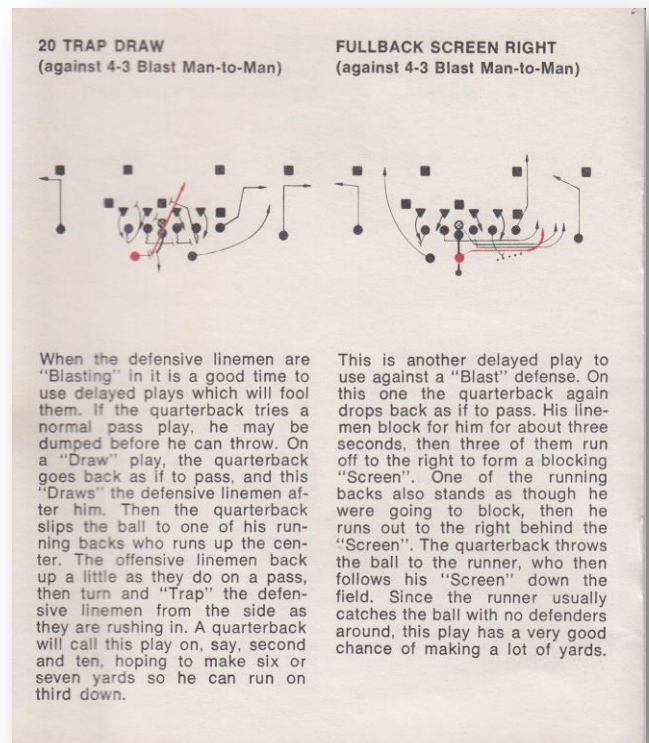 20 TRAP DRAW
(against 4-3 Blast Man-to-Man)
When the defensive linemen are
"Blasting" in it is a good time to
use delayed plays which will fool
them. If the quarterback tries a
normal pass play, he may be
dumped before he can throw. On
a "Draw" play, the quarterback
goes back as if to pass, and this
"Draws" the defensive linemen af-
ter him. Then the quarterback
slips the ball to one of his run-
ning backs who runs up the cen-
ter. The offensive linemen back
up a little as they do on a pass,
then turn and "Trap" the defen-
sive linemen from the side as
they are rushing in. A quarterback
will call this play on, say, second
and ten, hoping to make six or
seven yards so he can run on
third down.
FULLBACK SCREEN RIGHT
(against 4-3 Blast Man-to-Man)
This is another delayed play to
use against a "Blast" defense. On
this one the quarterback again
drops back as if to pass. His line-
men block for him for about three
seconds, then three of them run
off to the right to form a blocking
"Screen". One of the running
backs also stands as though he
were going to block, then he
runs out to the right behind the
"Screen". The quarterback throws
the ball to the runner, who then
follows his "Screen" down the
field. Since the runner usually
catches the ball with no defenders
around, this play has a very good
chance of making a lot of yards.